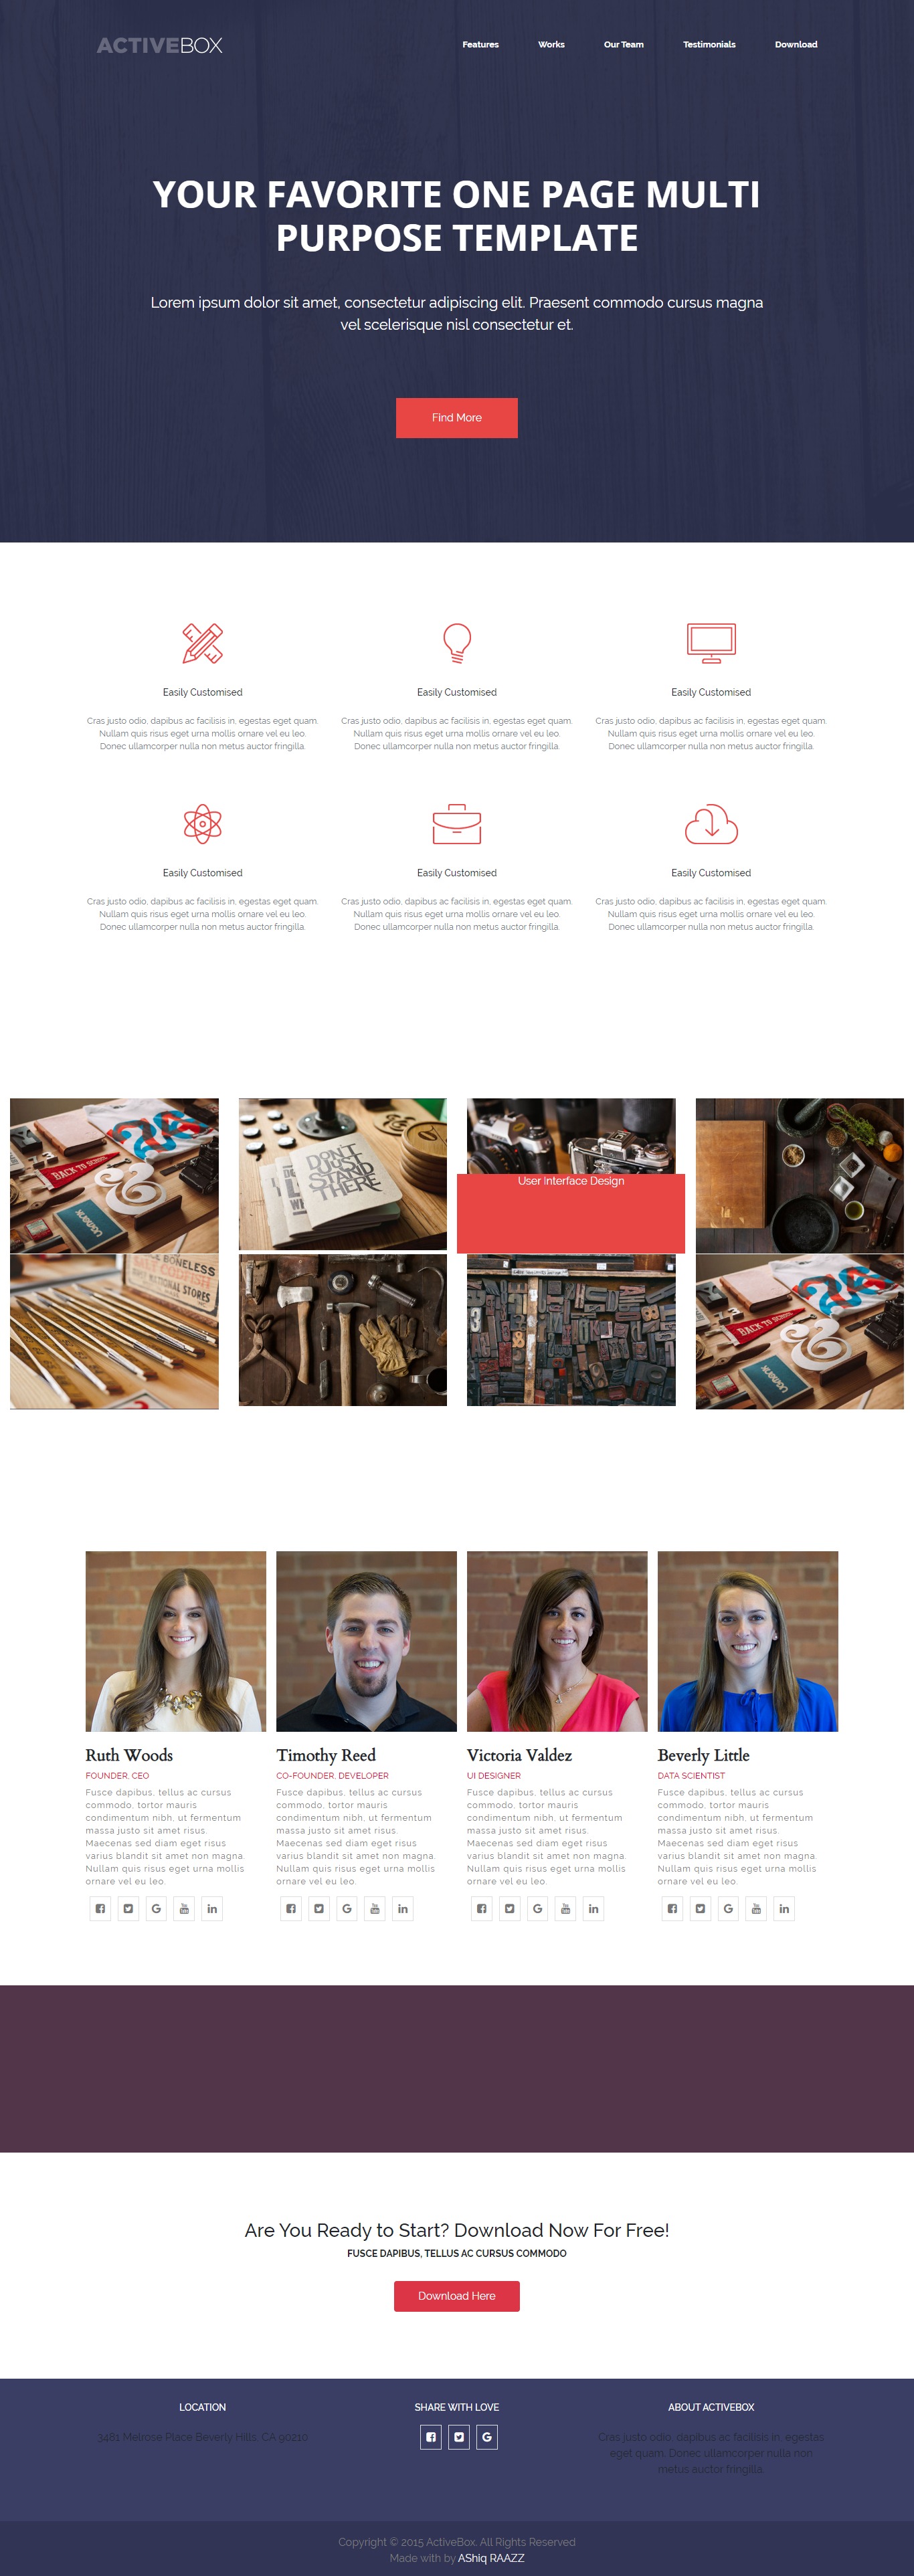 ACTIVEBOX
Features Works Our Team Testimonials Download
YOUR FAVORITE ONE PAGE MULTI
PURPOSE TEMPLATE
Lorem ipsum dolor sit amet, consectetur adipiscing elit. Praesent commodo cursus magna
vel scelerisque nisl consectetur et.
Find More
Easily Customised
Cras justo odio, dapibus ac facilisis in, egestas eget quam.
Nullam quis risus eget urna mollis ornare vel eu leo.
Donec ullamcorper nulla non metus auctor fringilla.
Easily Customised
Cras justo odio, dapibus ac facilisis in, egestas eget quam.
Nullam quis risus eget urna mollis ornare vel eu leo.
Donec ullamcorper nulla non metus auctor fringilla.
Easily Customised
Cras justo odio, dapibus ac facilisis in, egestas eget quam.
Nullam quis risus eget urna mollis ornare vel eu leo.
Donec ullamcorper nulla non metus auctor fringilla.
Easily Customised
Cras justo odio, dapibus ac facilisis in, egestas eget quam.
Nullam quis risus eget urna mollis ornare vel eu leo.
Donec ullamcorper nulla non metus auctor fringilla.
Easily Customised
Cras justo odio, dapibus ac facilisis in, egestas eget quam.
Nullam quis risus eget urna mollis ornare vel eu leo.
Donec ullamcorper nulla non metus auctor fringilla.
Easily Customised
Cras justo odio, dapibus ac facilisis in, egestas eget quam.
Nullam quis risus eget urna mollis ornare vel eu leo.
Donec ullamcorper nulla non metus auctor fringilla.
BACK TO SCHOOL
UGMONK
DON'T
JUST
STAND
THERE
User Interface Design
BONELESS
NATIONAL STORES
BACK TO SCHOOL
UGMONK
Ruth Woods
FOUNDER, CEO
Fusce dapibus, tellus ac cursus
commodo, tortor mauris
condimentum nibh, ut fermentum
massa justo sit amet risus.
Maecenas sed diam eget risus
varius blandit sit amet non magna.
Nullam quis risus eget urna mollis
ornare vel eu leo.
Timothy Reed
CO-FOUNDER, DEVELOPER
Fusce dapibus, tellus ac cursus
commodo, tortor mauris
condimentum nibh, ut fermentum
massa justo sit amet risus.
Maecenas sed diam eget risus
varius blandit sit amet non magna.
Nullam quis risus eget urna mollis
ornare vel eu leo.
Victoria Valdez
UI DESIGNER
Fusce dapibus, tellus ac cursus
commodo, tortor mauris
condimentum nibh, ut fermentum
massa justo sit amet risus.
Maecenas sed diam eget risus
varius blandit sit amet non magna.
Nullam quis risus eget urna mollis
ornare vel eu leo.
Beverly Little
DATA SCIENTIST
Fusce dapibus, tellus ac cursus
commodo, tortor mauris
condimentum nibh, ut fermentum
massa justo sit amet risus.
Maecenas sed diam eget risus
varius blandit sit amet non magna.
Nullam quis risus eget urna mollis
ornare vel eu leo.
Are You Ready to Start? Download Now For Free!
FUSCE DAPIBUS, TELLUS AC CURSUS COMMODO
Download Here
LOCATION
3481 Melrose Place Beverly Hills, CA 90210
SHARE WITH LOVE
ABOUT ACTIVEBOX
Cras justo odio, dapibus ac facilisis in, egestas
eget quam. Donec ullamcorper nulla non
metus auctor fringilla.
Copyright © 2015 ActiveBox. All Rights Reserved
Made with by AShiq RAAZZ